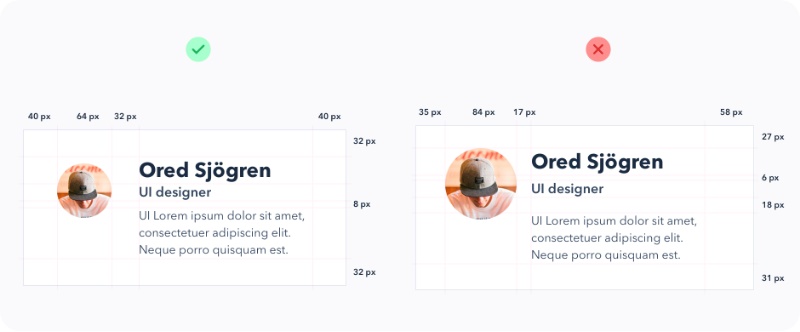 40 px 64 px 32 px 40 px
32 px
Ored Sjögren
UI designer
8 px
UI Lorem ipsum dolor sit amet,
consectetuer adipiscing elit.
Neque porro quisquam est.
32 px
35 px 84 px 17 px 58 px
27 px
Ored Sjögren
6 px
UI designer
18 px
UI Lorem ipsum dolor sit amet,
consectetuer adipiscing elit.
Neque porro quisquam est.
31 px